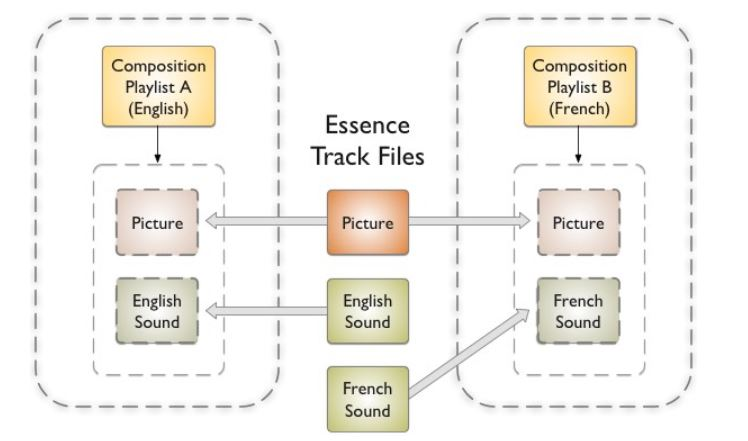 Composition
Playlist A
(English)
Picture
English
Sound
Essence
Track Files
Picture
English
Sound
French
Sound
Composition
Playlist B
(French)
Picture
French
Sound